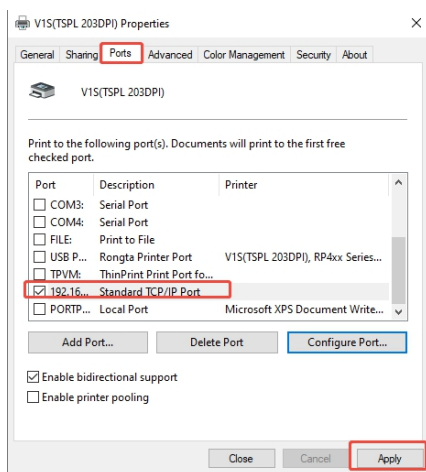 V1S(TSPL 203DPI) Properties
General Sharing Ports Advanced Color Management Security About
V1S(TSPL 203DPI)
Print to the following port(s). Documents will print to the first free
checked port.
Port Description Printer
COM3: Serial Port
COM4: Serial Port
FILE: Print to File
USB P... Rongta Printer Port V1S(TSPL 203DPI), RP4xx Series...
TPVM: ThinPrint Print Port fo...
192.16... Standard TCP/IP Port
PORTP... Local Port Microsoft XPS Document Write...
Add Port... Delete Port Configure Port...
Enable bidirectional support
Enable printer pooling
Close Cancel Apply